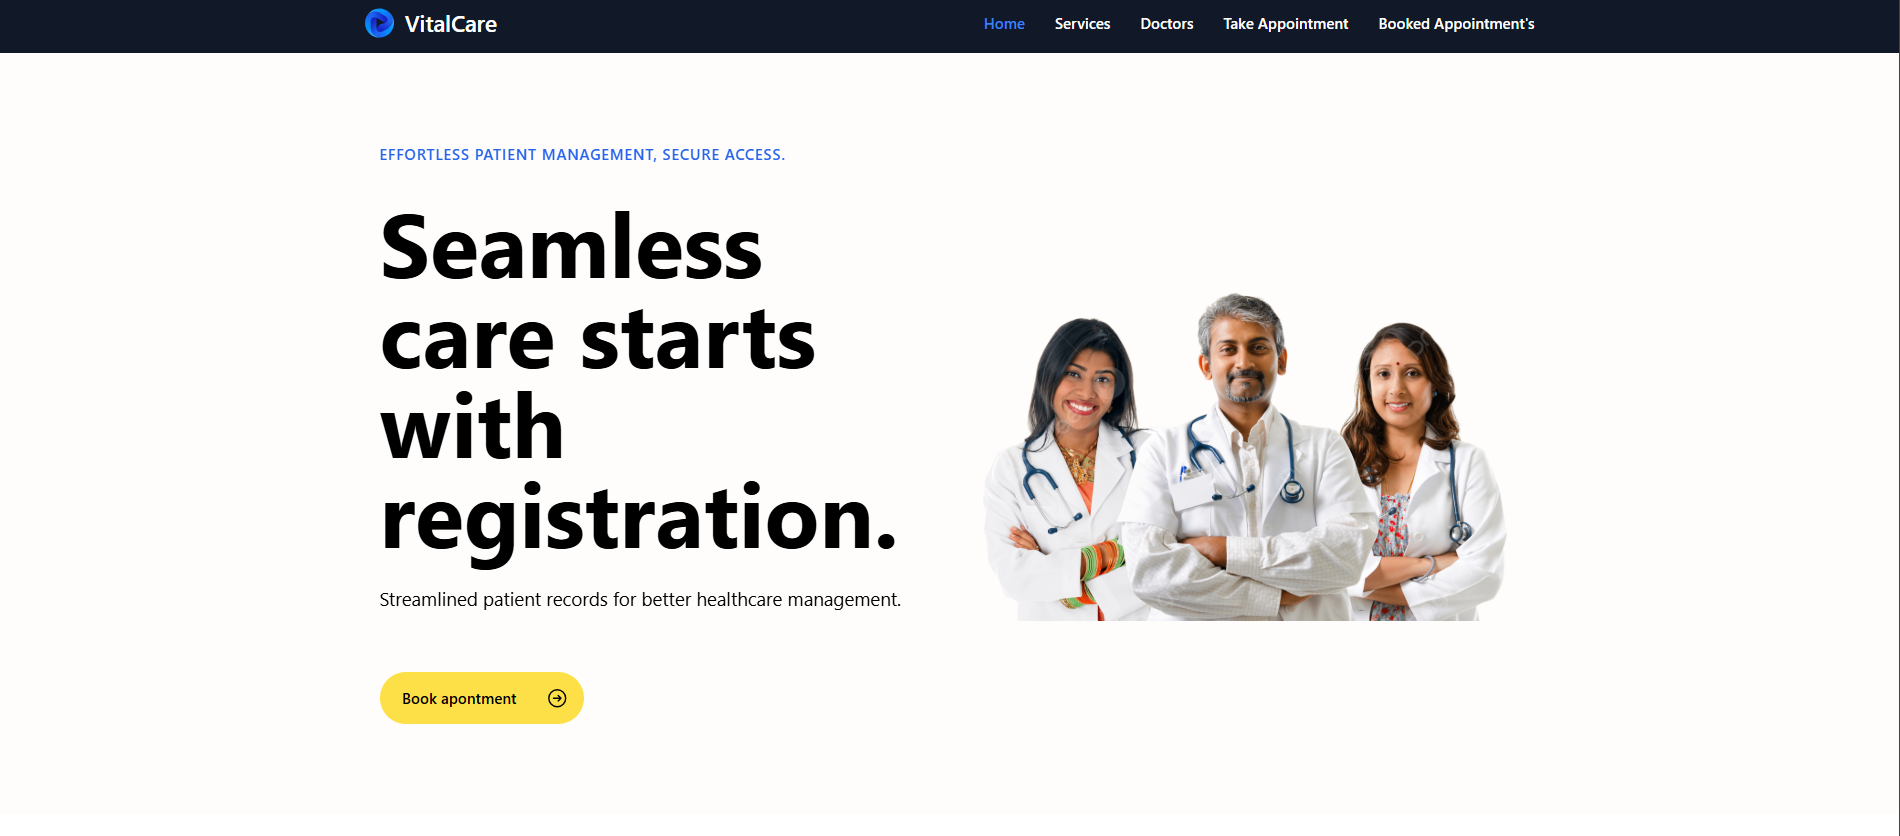 VitalCare
Home Services Doctors Take Appointment Booked Appointment's
EFFORTLESS PATIENT MANAGEMENT, SECURE ACCESS.
Seamless
care starts
with
registration.
Streamlined patient records for better healthcare management.
Book apontment